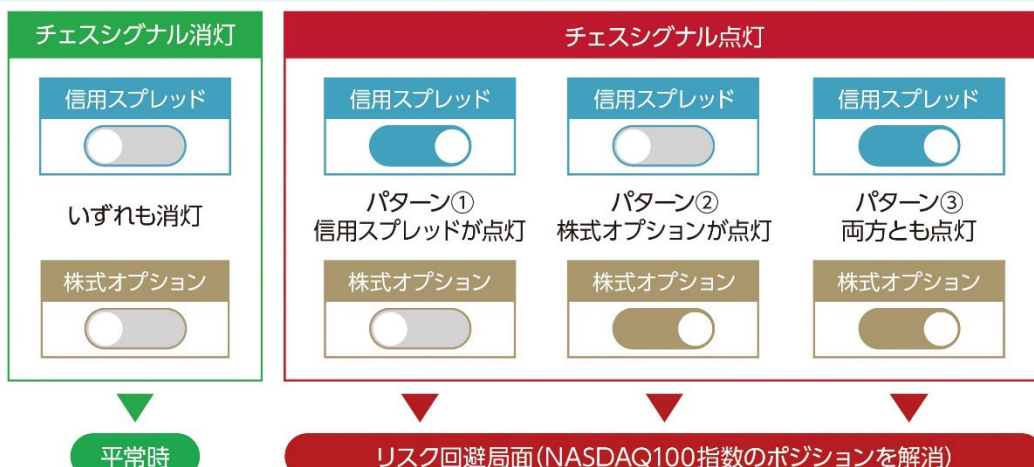 チェスシグナル消灯
信用スプレッド
いずれも消灯
株式オプション
平常時
チェスシグナル点灯
信用スプレッド
パターン①
信用スプレッドが点灯
株式オプション
信用スプレッド
パターン②
株式オプションが点灯
株式オプション
信用スプレッド
パターン③
両方とも点灯
株式オプション
リスク回避局面(NASDAQ100指数のポジションを解消)